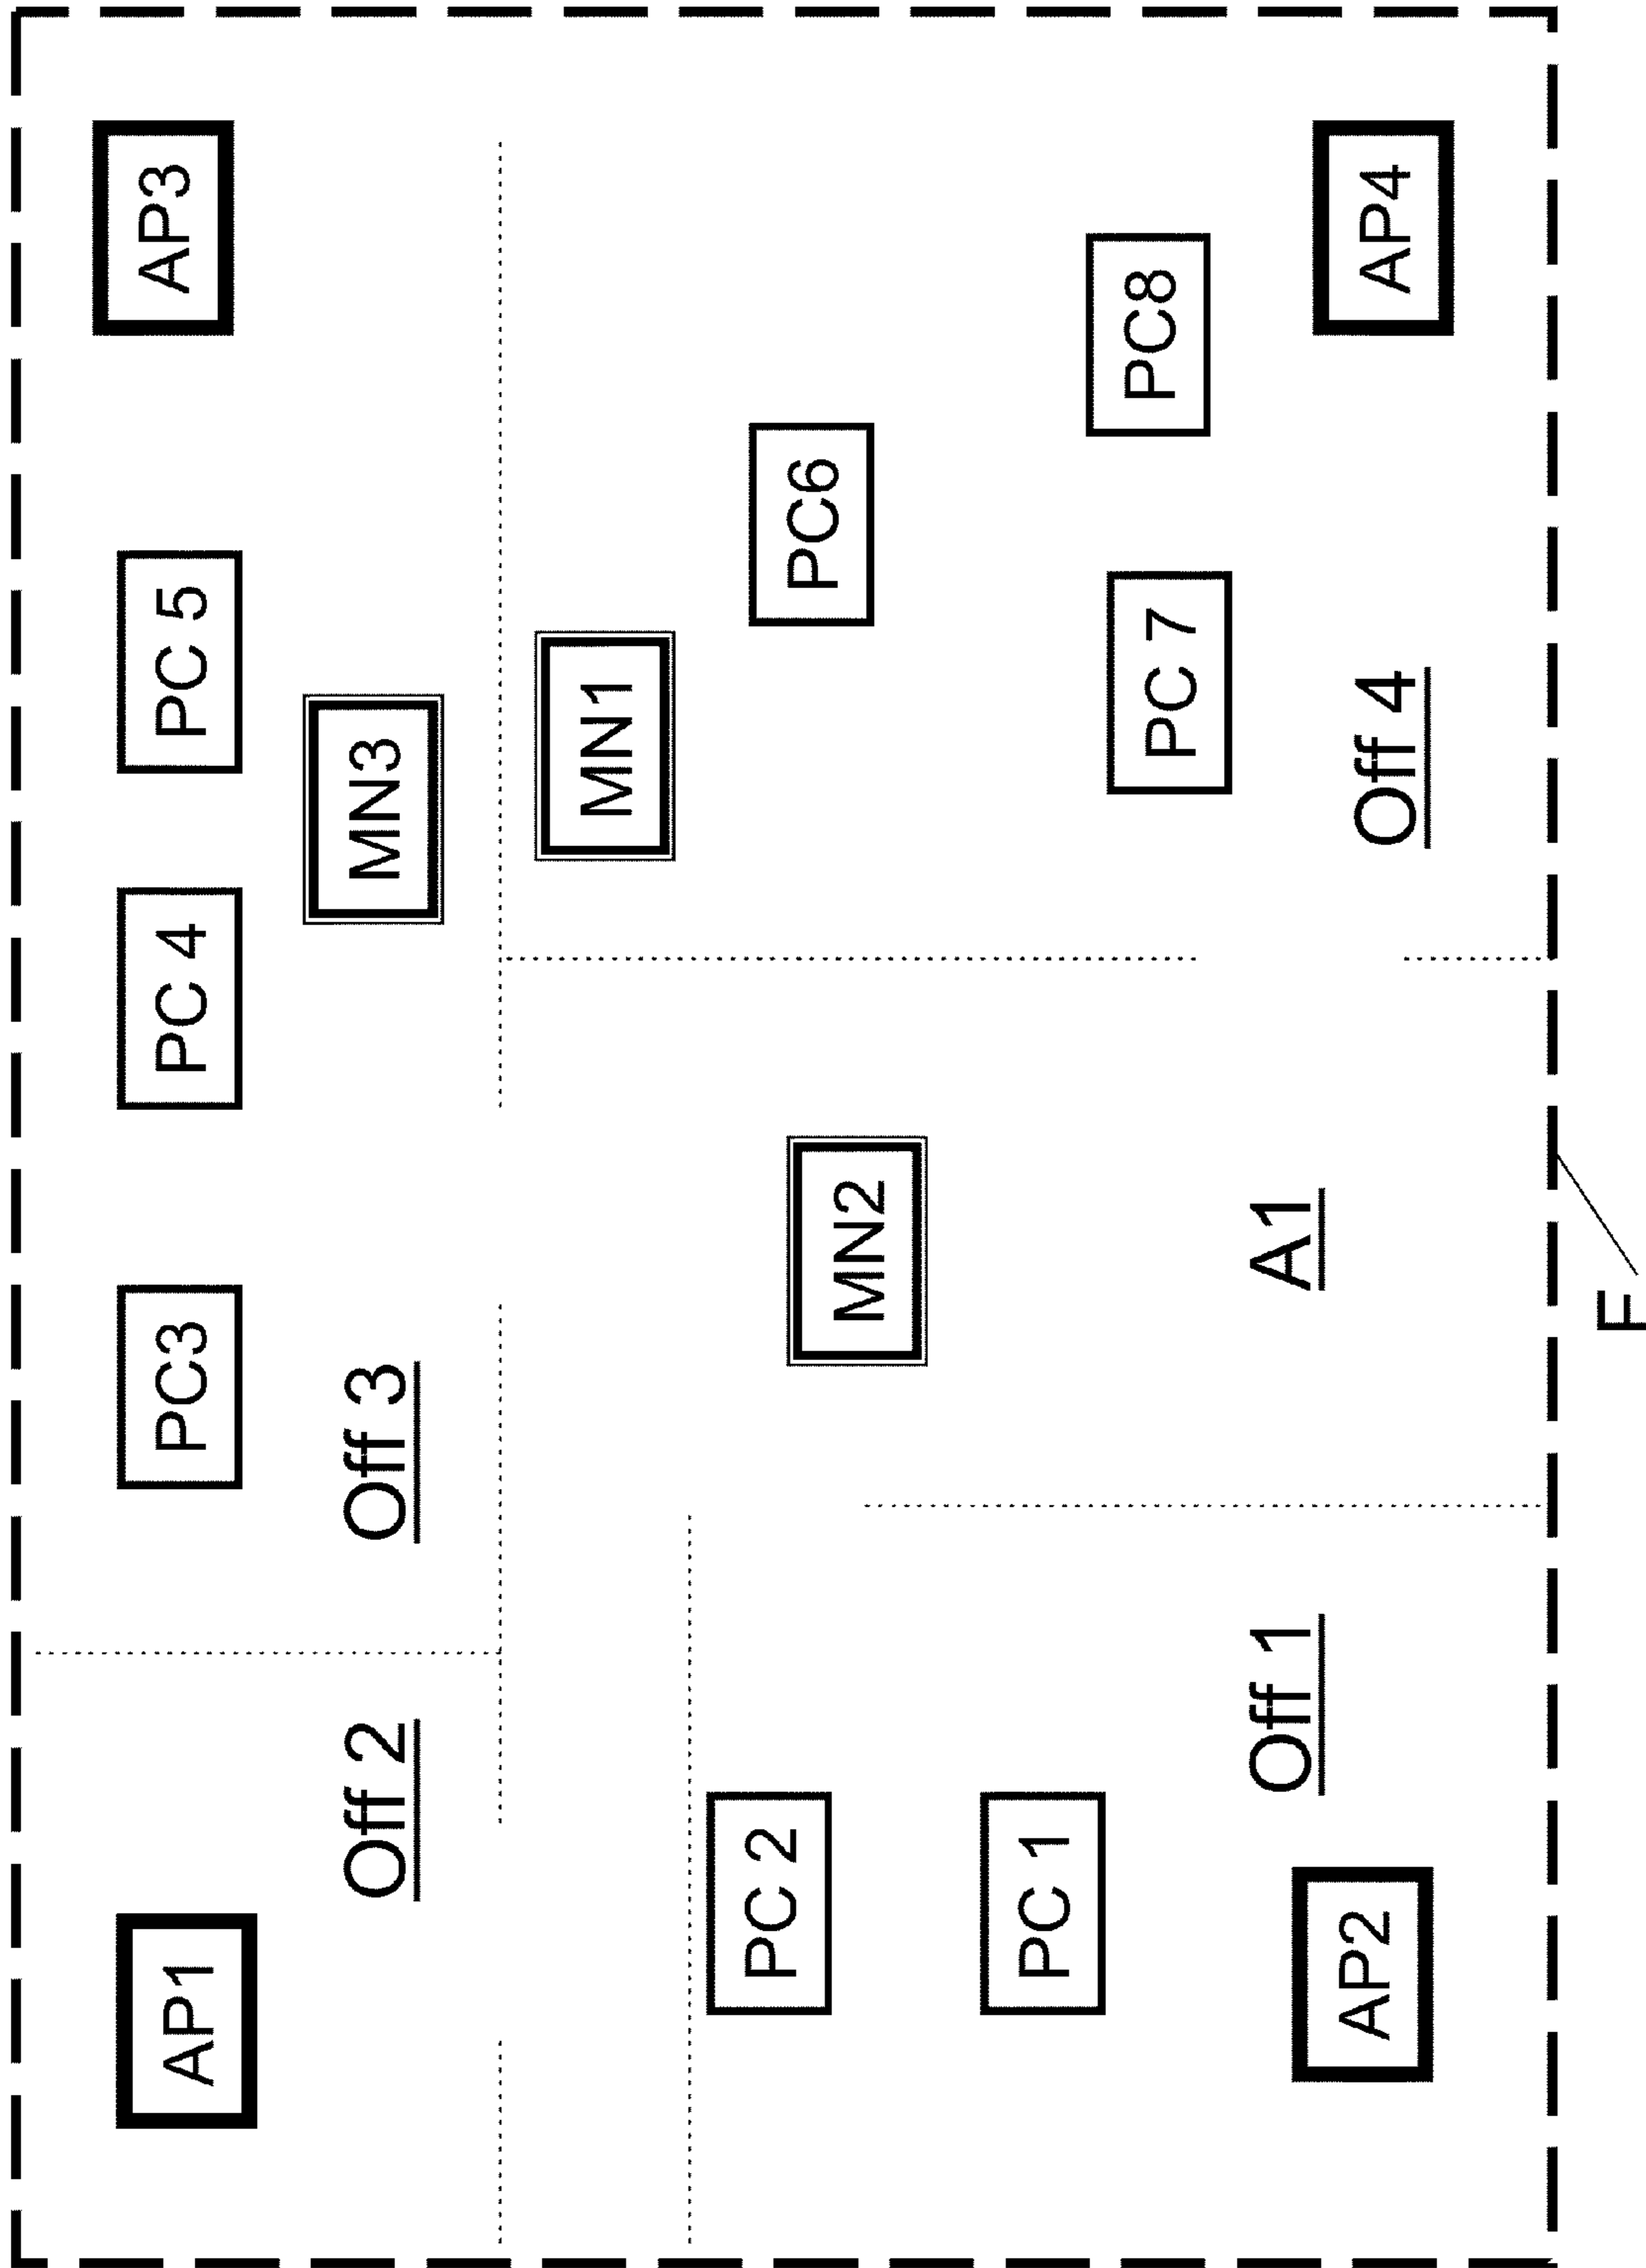 AP1
PC3
PC 4
PC 5
AP3
Off 2
Off 3
MN3
MN1
PC 2
MN2
PC6
PC 1
PC 7
PC8
Off 1
A1
AP2
Off 4
AP4
F